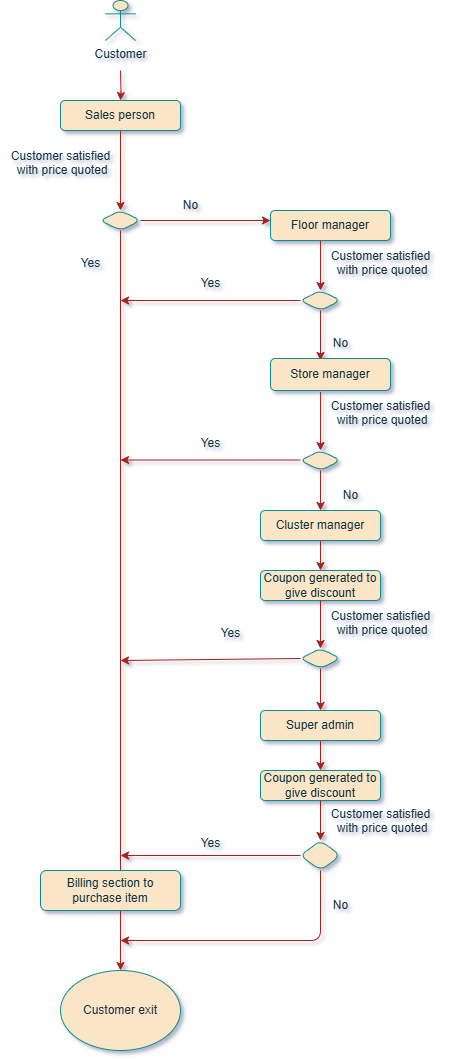 Customer
Sales person
Customer satisfied
with price quoted
No
Floor manager
Yes
Customer satisfied
with price quoted
Yes
No
Store manager
Customer satisfied
with price quoted
Yes
No
Cluster manager
Coupon generated to
give discount
Customer satisfied
with price quoted
Yes
Super admin
Coupon generated to
give discount
Customer satisfied
with price quoted
Yes
Billing section to
purchase item
No
Customer exit